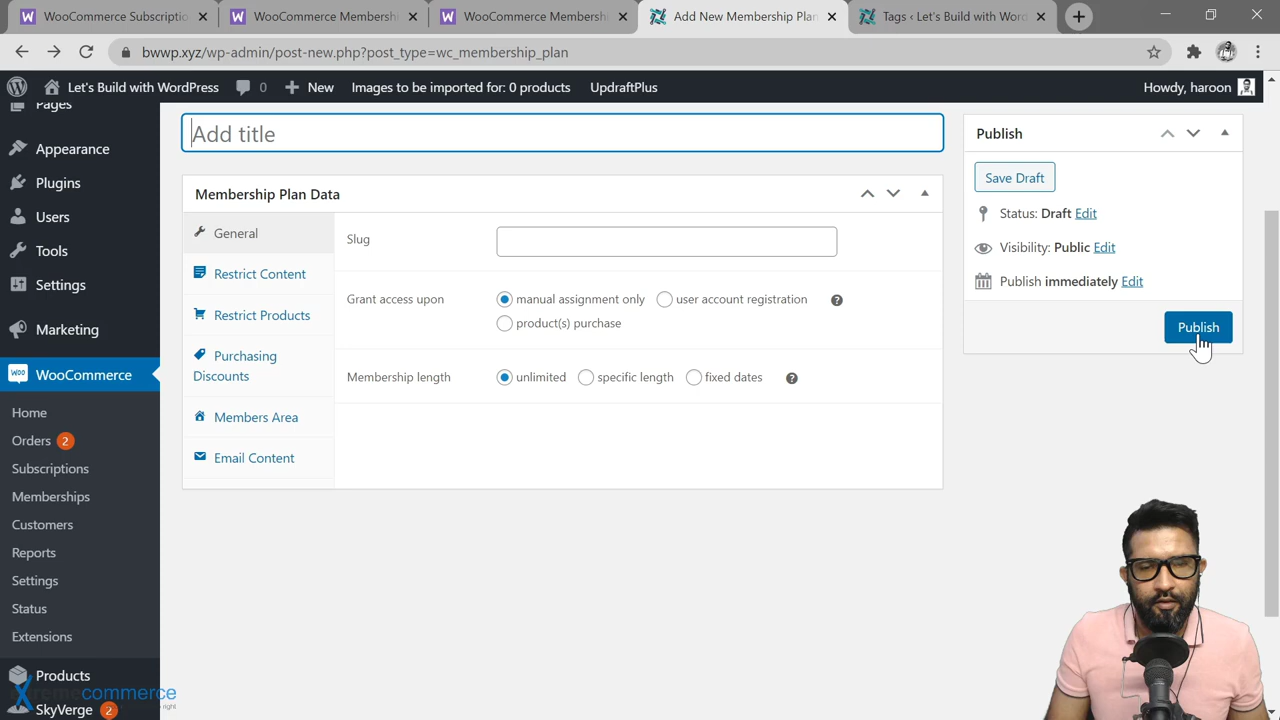 WooCommerce Subscriptio
WooCommerce Membership
WooCommerce Membershi
Add New Membership Plan
Tags ‹ Let's Build with Word
bwwp.xyz/wp-admin/post-new.php?post_type=wc_membership_plan
Let's Build with WordPress
0
New
Images to be imported for: 0 products
UpdraftPlus
Howdy, haroon
Pages
Appearance
Plugins
Users
Tools
Settings
Marketing
WooCommerce
Home
Orders 2
Subscriptions
Memberships
Customers
Reports
Settings
Status
Extensions
Products
SkyVerge 2
commerce
Add title
Membership Plan Data
General
Restrict Content
Restrict Products
Purchasing
Discounts
Members Area
Email Content
Slug
Grant access upon
manual assignment only
user account registration
product(s) purchase
Membership length
unlimited
specific length
fixed dates
Publish
Save Draft
Status: Draft Edit
Visibility: Public Edit
Publish immediately Edit
Publish